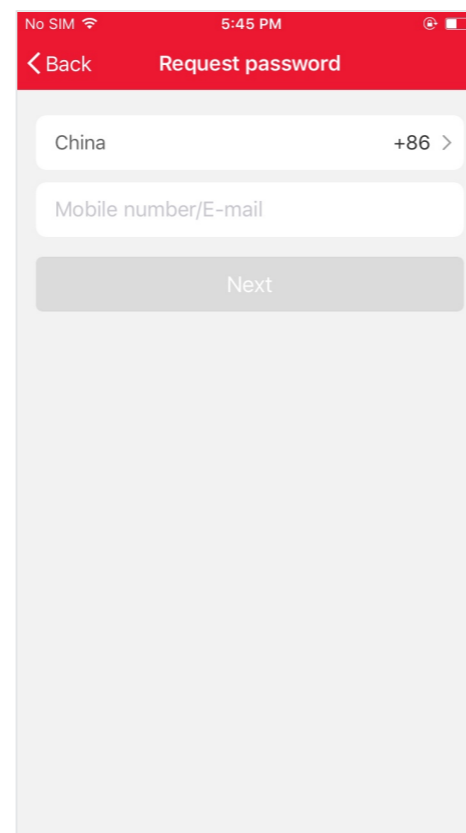 No SIM 5:45 PM
Back Request password
China +86
Mobile number/E-mail
Next